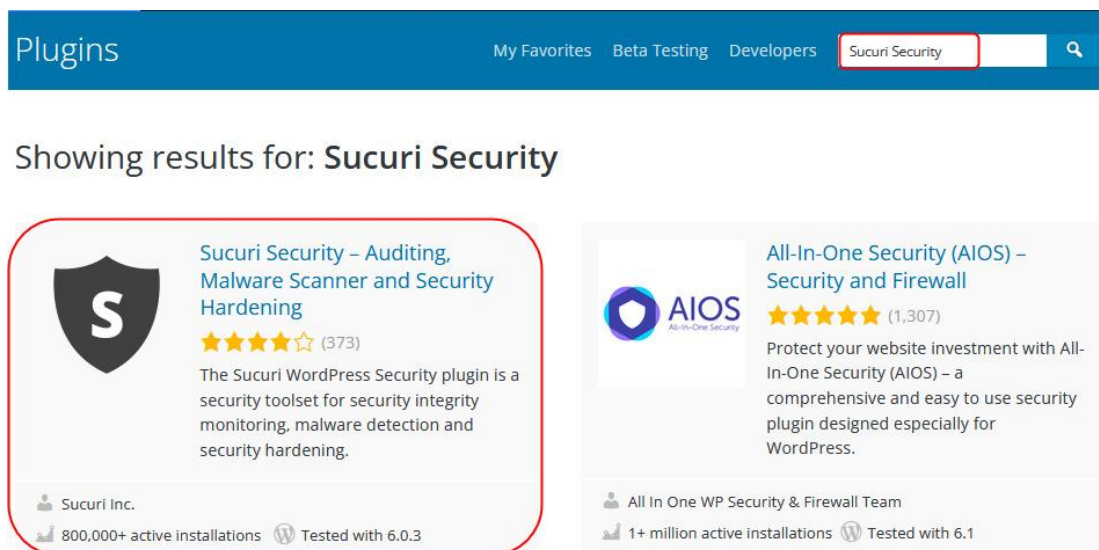 Plugins
My Favorites Beta Testing Developers Sucuri Security
Showing results for: Sucuri Security
S
Sucuri Security – Auditing,
Malware Scanner and Security
Hardening
(373)
The Sucuri WordPress Security plugin is a
security toolset for security integrity
monitoring, malware detection and
security hardening.
Sucuri Inc.
800,000+ active installations Tested with 6.0.3
AIOS
All-In-One Security
All-In-One Security (AIOS) –
Security and Firewall
(1,307)
Protect your website investment with All-
In-One Security (AIOS) – a
comprehensive and easy to use security
plugin designed especially for
WordPress.
All In One WP Security & Firewall Team
1+ million active installations Tested with 6.1